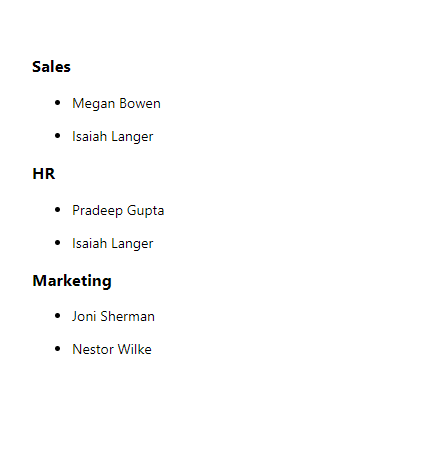 Sales
Megan Bowen
Isaiah Langer
HR
Pradeep Gupta
Isaiah Langer
Marketing
Joni Sherman
Nestor Wilke